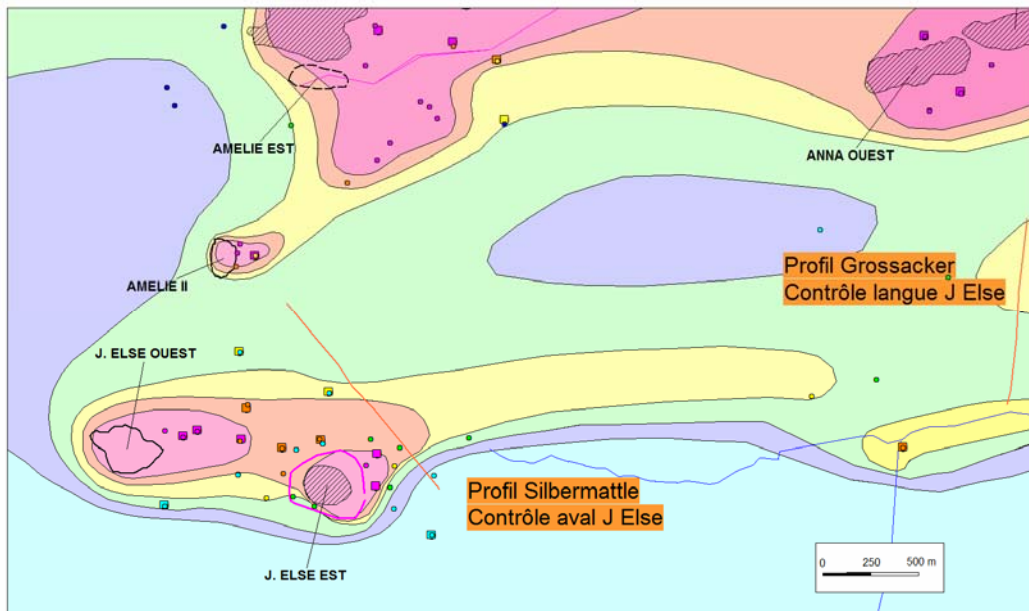 AMELIE EST
ANNA OUEST
Profil Grossacker
Contrôle langue J Else
AMELIE II
J. ELSE OUEST
Profil Silbermattle
Contrôle aval J Else
J. ELSE EST
0 250 500 m